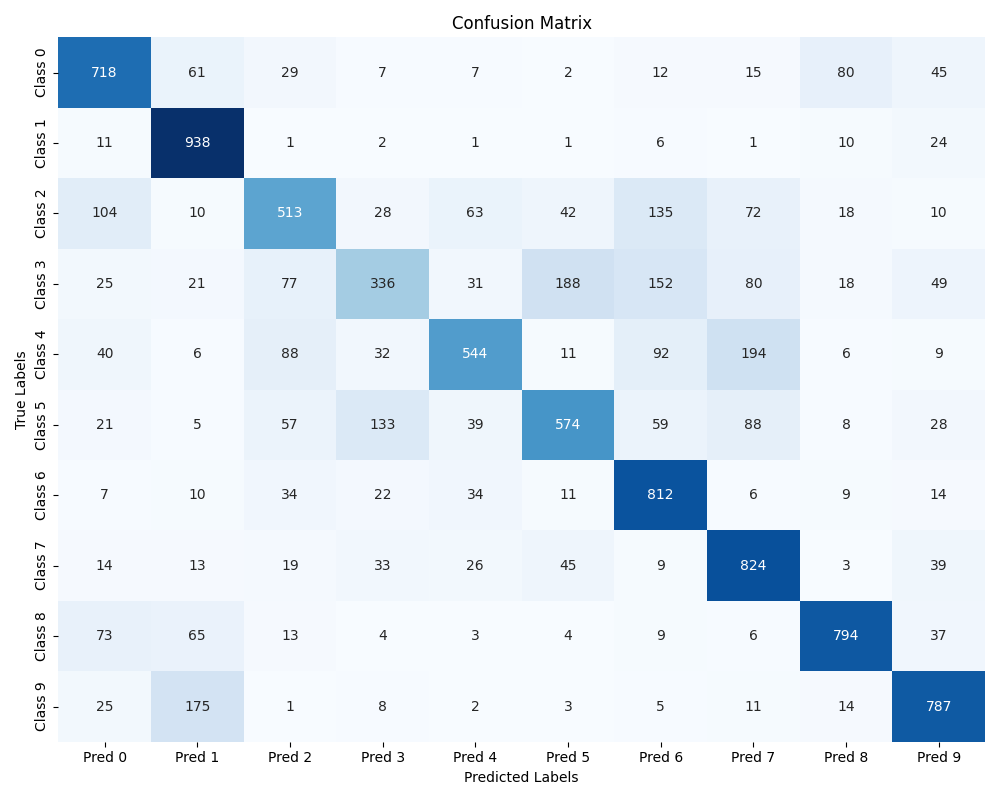 Confusion Matrix
Class 0 718 61 29 7 7 2 12 15 80 45
Class 1 11 938 1 2 1 1 6 1 10 24
Class 2 104 10 513 28 63 42 135 72 18 10
Class 3 25 21 77 336 31 188 152 80 18 49
Class 4 40 6 88 32 544 11 92 194 6 9
Class 5 21 5 57 133 39 574 59 88 8 28
Class 6 7 10 34 22 34 11 812 6 9 14
Class 7 14 13 19 33 26 45 9 824 3 39
Class 8 73 65 13 4 3 4 9 6 794 37
Class 9 25 175 1 8 2 3 5 11 14 787
Pred 0 Pred 1 Pred 2 Pred 3 Pred 4 Pred 5 Pred 6 Pred 7 Pred 8 Pred 9
Predicted Labels
True Labels